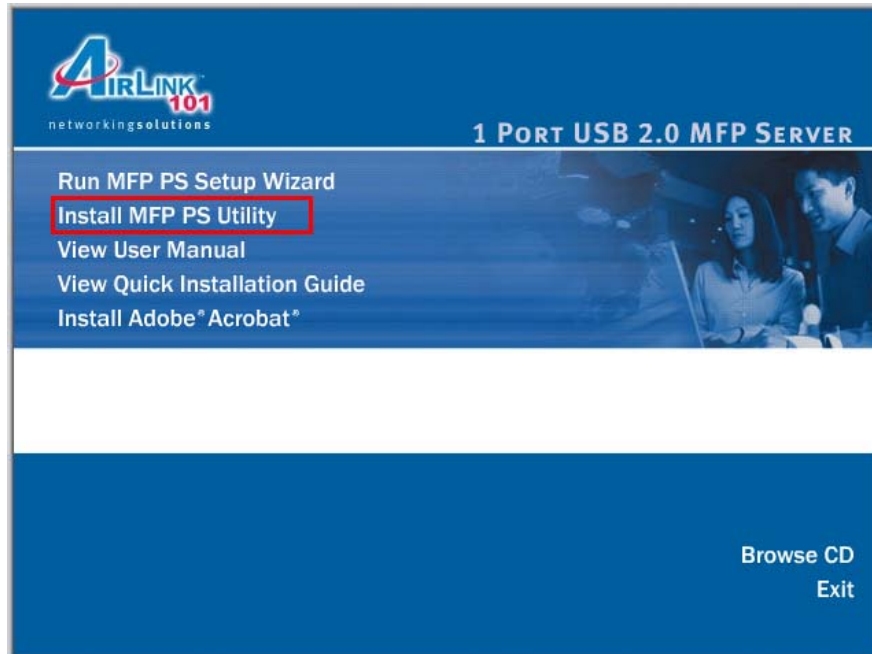 AIRLINK
101
networkingsolutions
1 PORT USB 2.0 MFP SERVER
Run MFP PS Setup Wizard
Install MFP PS Utility
View User Manual
View Quick Installation Guide
Install Adobe® Acrobat®
Browse CD
Exit